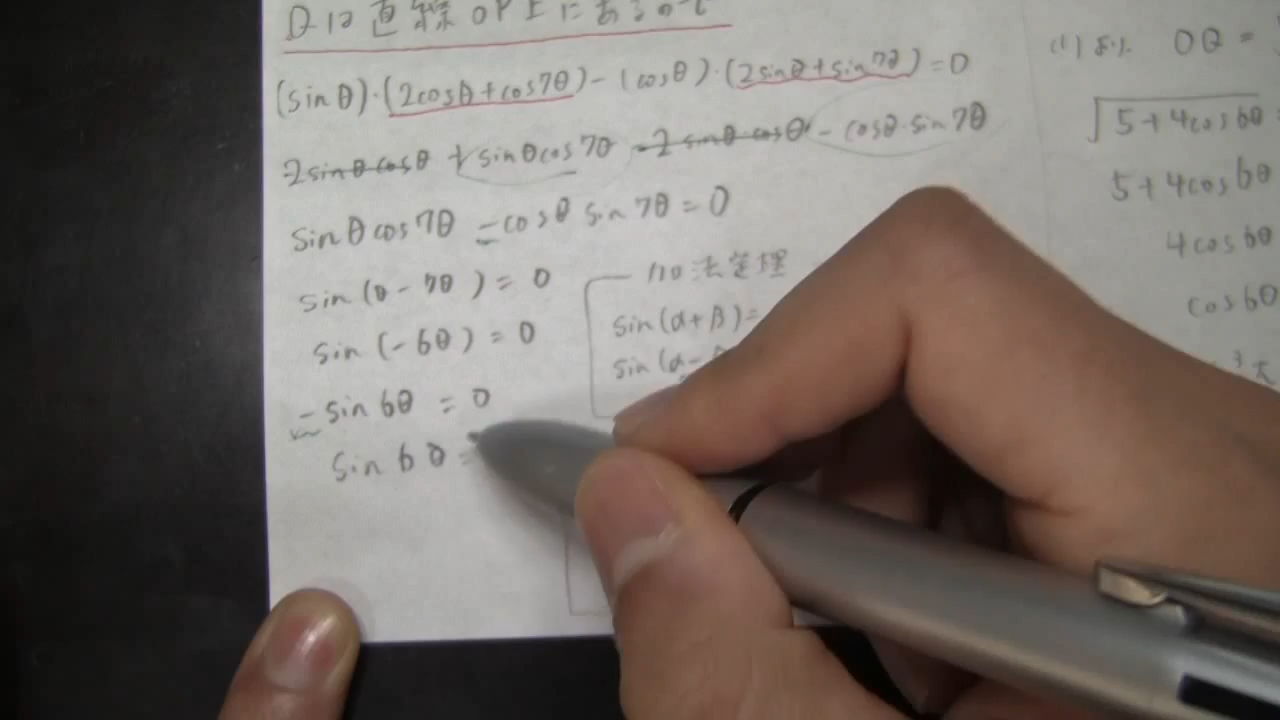 Qは直線OP上にあるので
(sinθ)・(2cosθ+cos7θ)-(cosθ)・(2sinθ+sin7θ)=0
2sinθcosθ+sinθcos7θ-2sinθcosθ-cosθ・sin7θ
sinθcos7θ-cosθ sin7θ=0
sin(θ-7θ)=0
sin(-6θ)=0
-sin6θ=0
sin6θ=
加法定理
sin(α+β)=
sin(α-
(1)より、OQ=
√5+4cos6θ
5+4cos6θ
4cos6θ
cos6θ